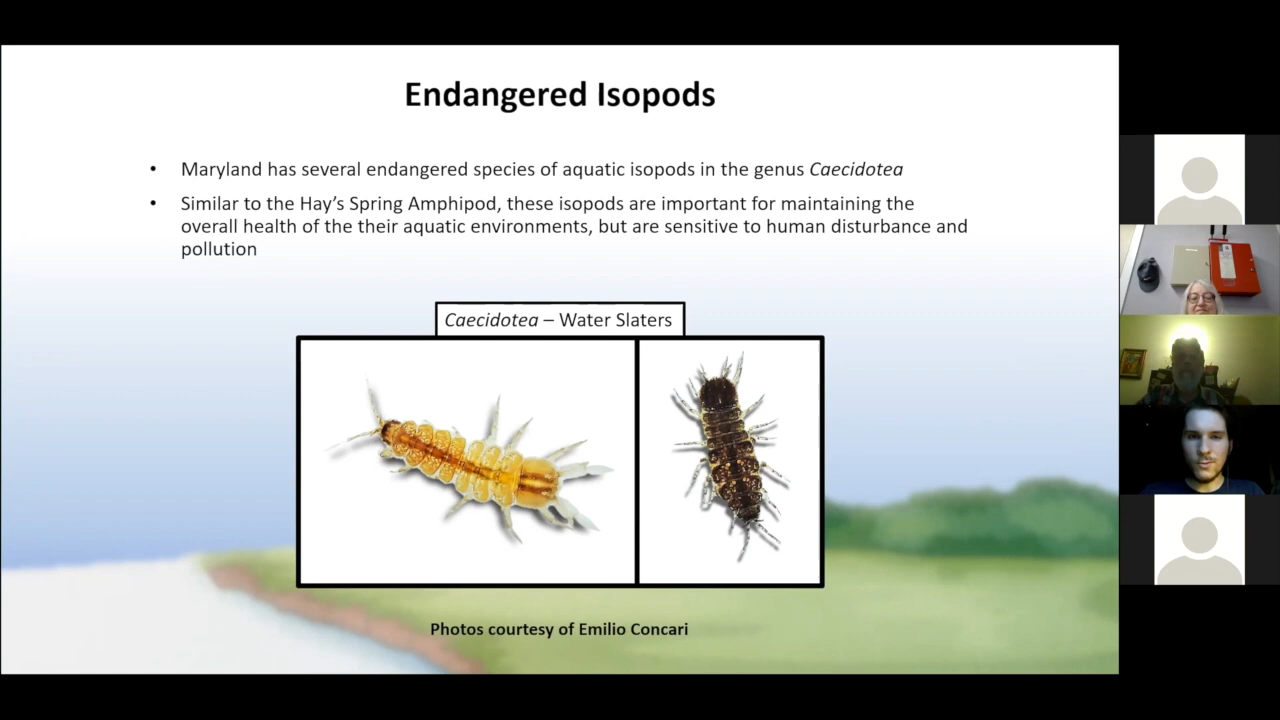 Endangered Isopods
• Maryland has several endangered species of aquatic isopods in the genus Caecidotea
• Similar to the Hay's Spring Amphipod, these isopods are important for maintaining the
overall health of the their aquatic environments, but are sensitive to human disturbance and
pollution
Caecidotea – Water Slaters
Photos courtesy of Emilio Concari